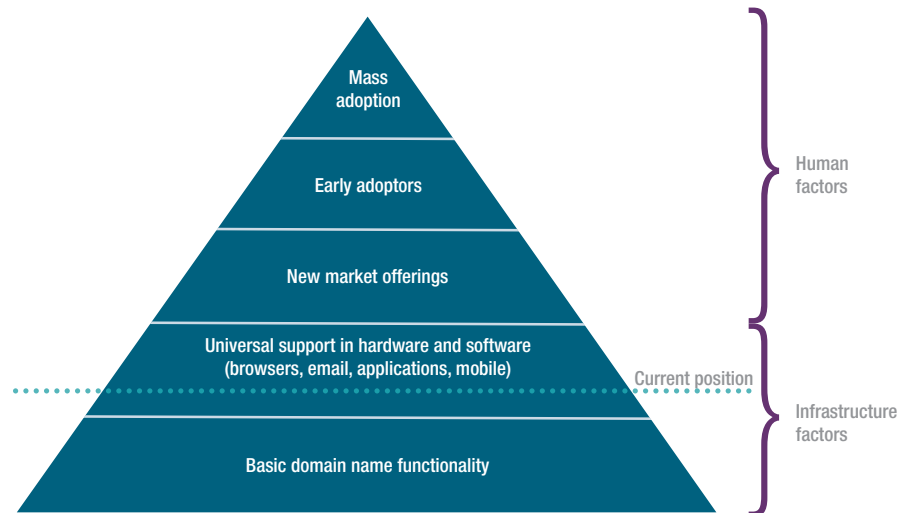 Mass
adoption
Early adoptors
New market offerings
Human
factors
Universal support in hardware and software
(browsers, email, applications, mobile)
Current position
Basic domain name functionality
Infrastructure
factors